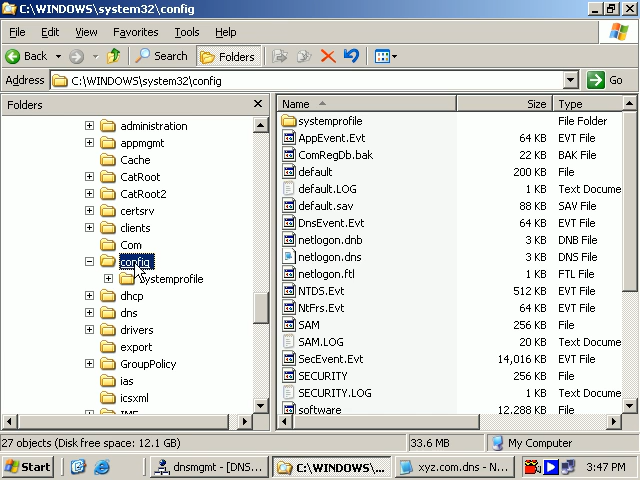 C:\WINDOWS\system32\config
File Edit View Favorites Tools Help
Back Search Folders
Address C:\WINDOWS\system32\config Go
Folders
administration
appmgmt
Cache
CatRoot
CatRoot2
certsrv
clients
Com
config
systemprofile
dhcp
dns
drivers
export
GroupPolicy
ias
icsxml
IME
Name Size Type
systemprofile File Folder
AppEvent.Evt 64 KB EVT File
ComRegDb.bak 22 KB BAK File
default 200 KB File
default.LOG 1 KB Text Docume
default.sav 88 KB SAV File
DnsEvent.Evt 64 KB EVT File
netlogon.dnb 3 KB DNB File
netlogon.dns 3 KB DNS File
netlogon.ftl 1 KB FTL File
NTDS.Evt 512 KB EVT File
NtFrs.Evt 64 KB EVT File
SAM 256 KB File
SAM.LOG 20 KB Text Docume
SecEvent.Evt 14,016 KB EVT File
SECURITY 256 KB File
SECURITY.LOG 1 KB Text Docume
software 12,288 KB File
27 objects (Disk free space: 12.1 GB) 33.6 MB My Computer
Start dnsmgmt - [DNS... C:\WINDOWS\... xyz.com.dns - N... 3:47 PM